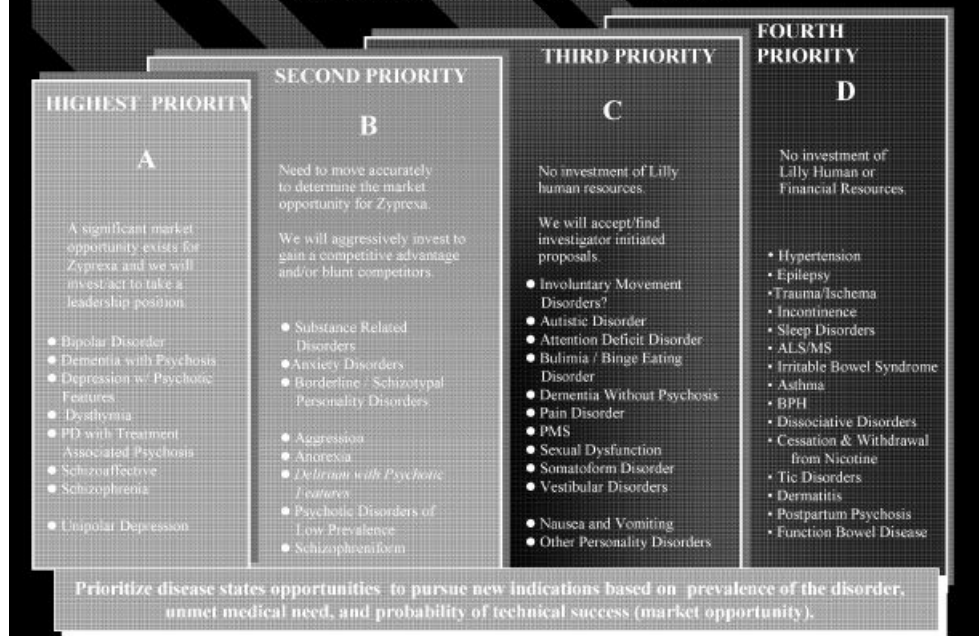 HIGHEST PRIORITY
A
A significant market
opportunity exists for
Zyprexa and we will
invest/act to take a
leadership position.
● Bipolar Disorder
● Dementia with Psychosis
● Depression w/ Psychotic
Features
● Dysthymia
● PD with Treatment
Associated Psychosis
● Schizoaffective
● Schizophrenia
● Unipolar Depression
SECOND PRIORITY
B
Need to move accurately
to determine the market
opportunity for Zyprexa.
We will aggressively invest to
gain a competitive advantage
and/or blunt competitors.
● Substance Related
Disorders
● Anxiety Disorders
● Borderline / Schizotypal
Personality Disorders
● Aggression
● Anorexia
● Delirium with Psychotic
Features
● Psychotic Disorders of
Low Prevalence
● Schizophreniform
THIRD PRIORITY
C
No investment of Lilly
human resources.
We will accept/find
investigator initiated
proposals.
● Involuntary Movement
Disorders?
● Autistic Disorder
● Attention Deficit Disorder
● Bulimia / Binge Eating
Disorder
● Dementia Without Psychosis
● Pain Disorder
● PMS
● Sexual Dysfunction
● Somatoform Disorder
● Vestibular Disorders
● Nausea and Vomiting
● Other Personality Disorders
FOURTH
PRIORITY
D
No investment of
Lilly Human or
Financial Resources.
• Hypertension
• Epilepsy
•Trauma/Ischema
• Incontinence
• Sleep Disorders
• ALS/MS
• Irritable Bowel Syndrome
• Asthma
• BPH
• Dissociative Disorders
• Cessation & Withdrawal
from Nicotine
• Tic Disorders
• Dermatitis
• Postpartum Psychosis
• Function Bowel Disease
Prioritize disease states opportunities to pursue new indications based on prevalence of the disorder,
unmet medical need, and probability of technical success (market opportunity).